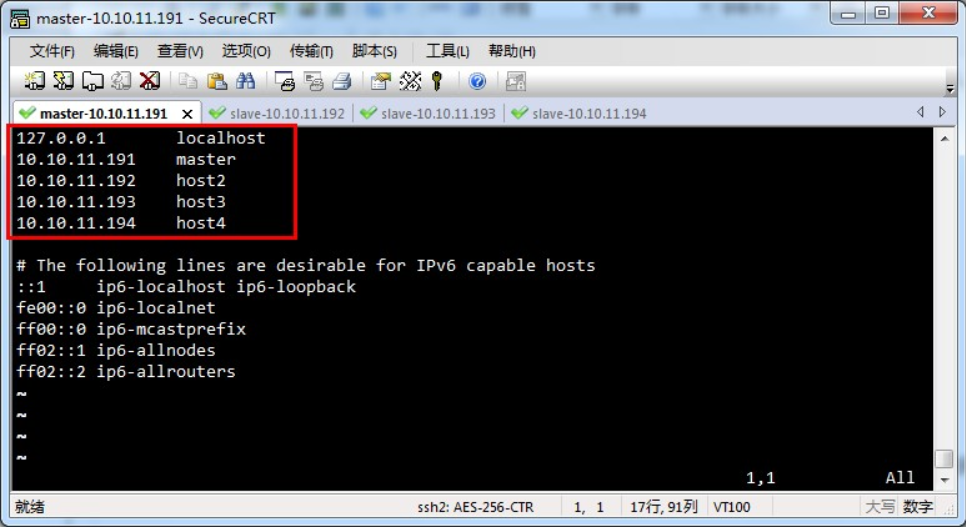 master-10.10.11.191 - SecureCRT
文件(F) 编辑(E) 查看(V) 选项(O) 传输(T) 脚本(S) 工具(L) 帮助(H)
master-10.10.11.191 x slave-10.10.11.192 slave-10.10.11.193 slave-10.10.11.194
127.0.0.1 localhost
10.10.11.191 master
10.10.11.192 host2
10.10.11.193 host3
10.10.11.194 host4
# The following lines are desirable for IPv6 capable hosts
::1 ip6-localhost ip6-loopback
fe00::0 ip6-localnet
ff00::0 ip6-mcastprefix
ff02::1 ip6-allnodes
ff02::2 ip6-allrouters
~
~
~
~
1,1 All
就绪 ssh2: AES-256-CTR 1, 1 17行, 91列 VT100 大写 数字